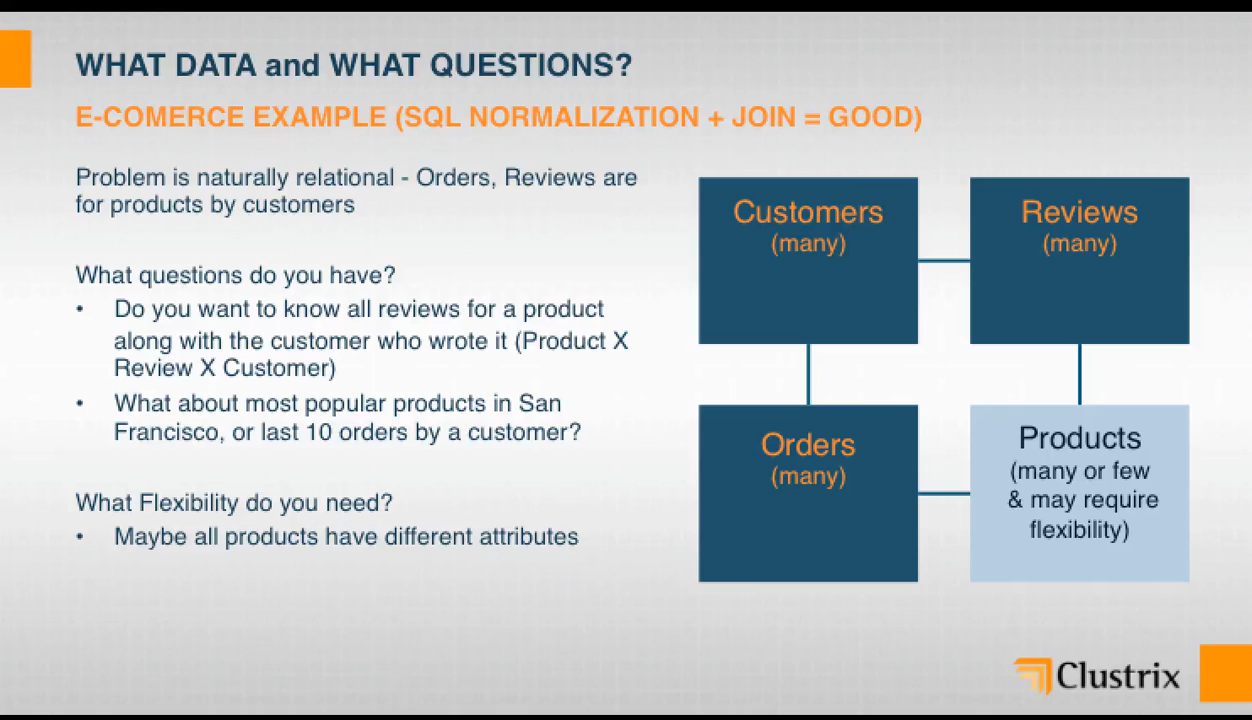 WHAT DATA and WHAT QUESTIONS?
E-COMERCE EXAMPLE (SQL NORMALIZATION + JOIN = GOOD)
Problem is naturally relational - Orders, Reviews are
for products by customers
What questions do you have?
• Do you want to know all reviews for a product
along with the customer who wrote it (Product X
Review X Customer)
• What about most popular products in San
Francisco, or last 10 orders by a customer?
What Flexibility do you need?
• Maybe all products have different attributes
Customers
(many)
Reviews
(many)
Orders
(many)
Products
(many or few
& may require
flexibility)
Clustrix